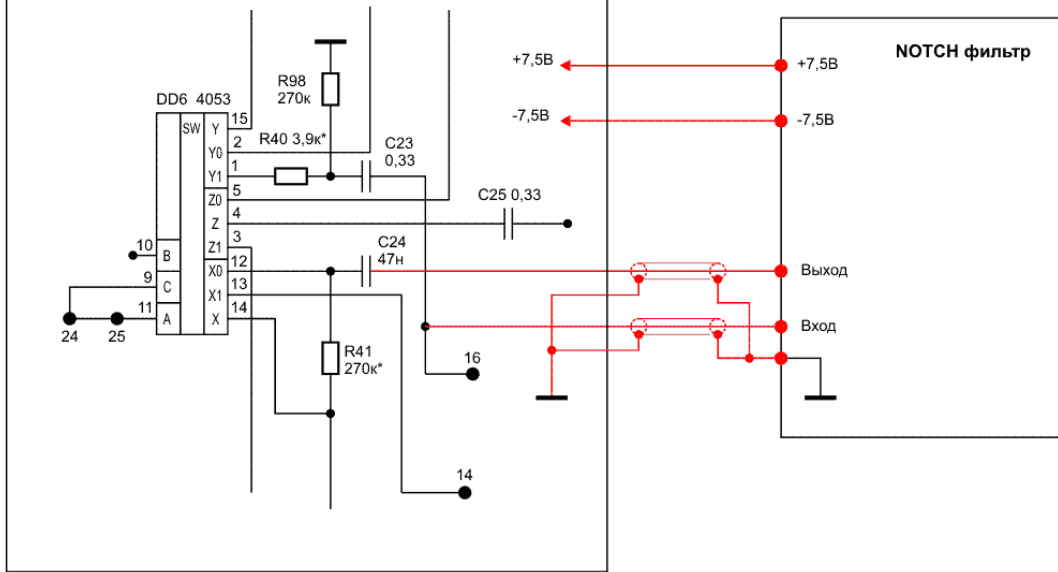 NOTCH фильтр
+7,5В
+7,5В
-7,5В
-7,5В
R98
270к
DD6 4053
SW
Y
15
Y0
2
Y1
1
Z0
5
Z
4
Z1
3
X0
12
X1
13
X
14
10
B
9
C
11
A
24
25
R40 3,9к*
C23
0,33
C25 0,33
C24
47н
R41
270к*
16
14
Выход
Вход